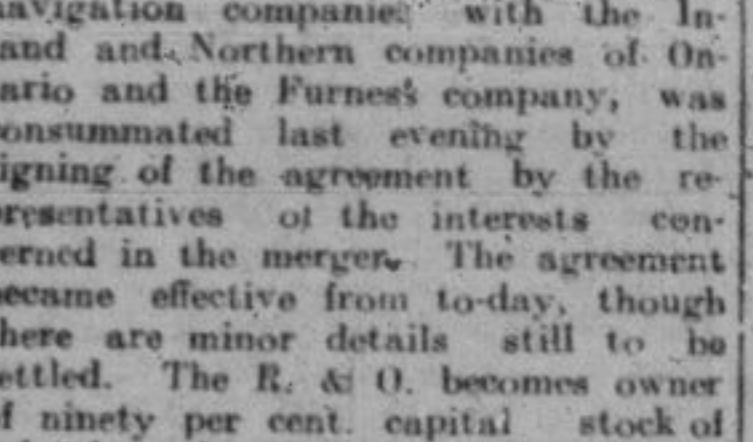 navigation companies with the In-
and and Northern companies of On-
ario and the Furness's company, was
onsummated last evening by the
igning of the agreement by the re-
resentatives of the interests con-
erned in the merger. The agreement
ecame effective from to-day, though
here are minor details still to be
ettled. The R. & O. becomes owner
f ninety per cent. capital stock of